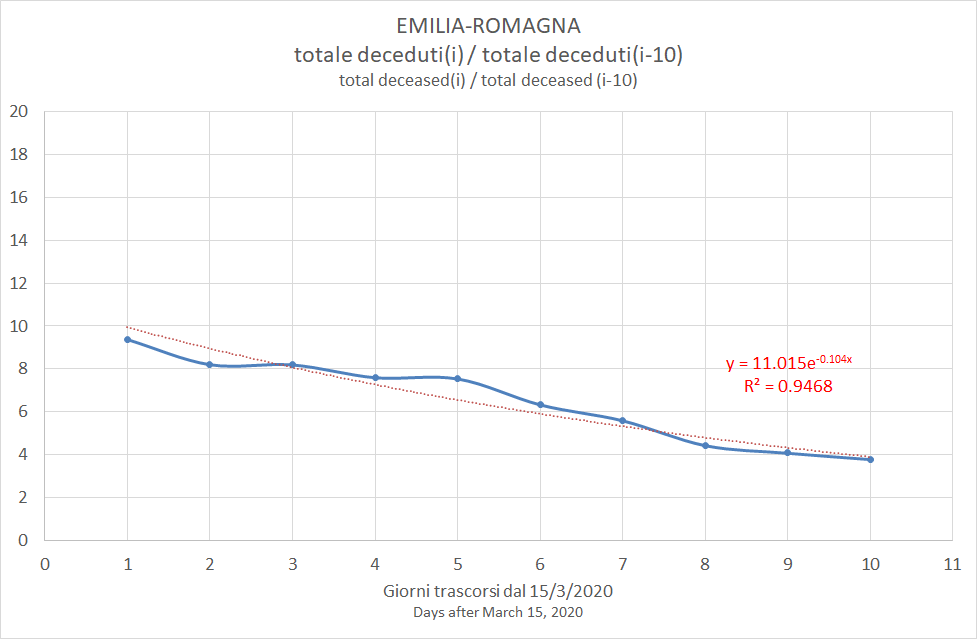 EMILIA-ROMAGNA
totale deceduti(i) / totale deceduti(i-10)
total deceased(i) / total deceased (i-10)
20
18
16
14
12
10
8
6
4
2
0
y = 11.015e^-0.104x
R² = 0.9468
0 1 2 3 4 5 6 7 8 9 10 11
Giorni trascorsi dal 15/3/2020
Days after March 15, 2020